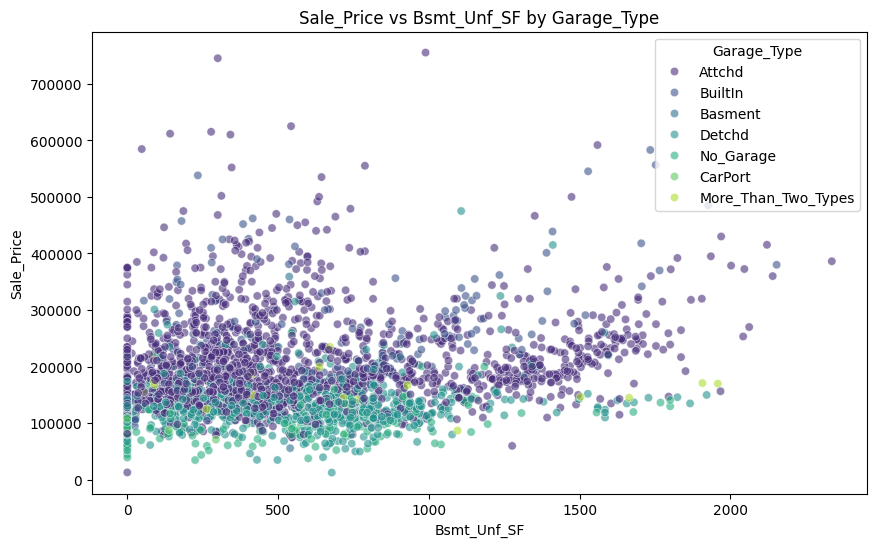 Sale_Price vs Bsmt_Unf_SF by Garage_Type
Garage_Type
Attchd
BuiltIn
Basment
Detchd
No_Garage
CarPort
More_Than_Two_Types
700000
600000
500000
400000
300000
200000
100000
0
Sale_Price
0 500 1000 1500 2000
Bsmt_Unf_SF